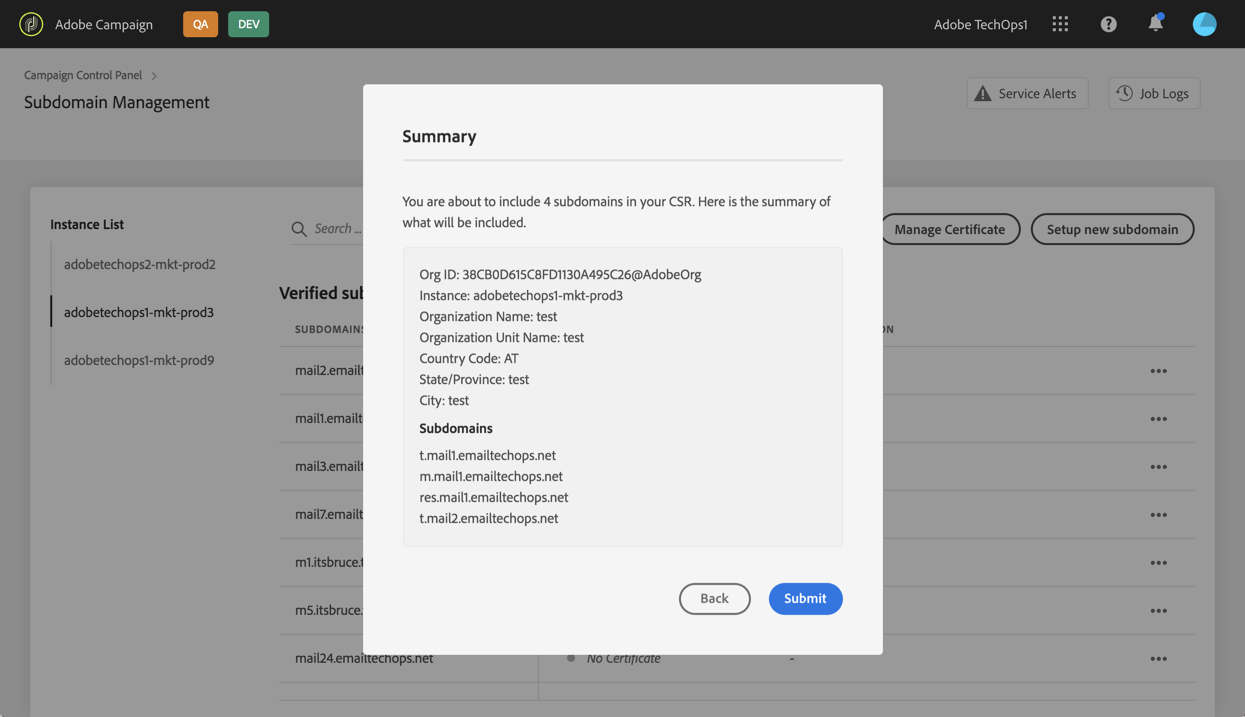 Adobe Campaign
QA
DEV
Adobe TechOps1
Campaign Control Panel
Subdomain Management
Service Alerts
Job Logs
Instance List
adobetechops2-mkt-prod2
adobetechops1-mkt-prod3
adobetechops1-mkt-prod9
Search ...
Manage Certificate
Setup new subdomain
Verified
SUBDOMAINS
mail2.emailt
mail1.emailt
mail3.emailt
mail7.emailt
m1.itsbruce.
m5.itsbruce.
mail24.emailtechops.net
No Certificate
-
Summary
You are about to include 4 subdomains in your CSR. Here is the summary of
what will be included.
Org ID: 38CB0D615C8FD1130A495C26@AdobeOrg
Instance: adobetechops1-mkt-prod3
Organization Name: test
Organization Unit Name: test
Country Code: AT
State/Province: test
City: test
Subdomains
t.mail1.emailtechops.net
m.mail1.emailtechops.net
res.mail1.emailtechops.net
t.mail2.emailtechops.net
Back
Submit